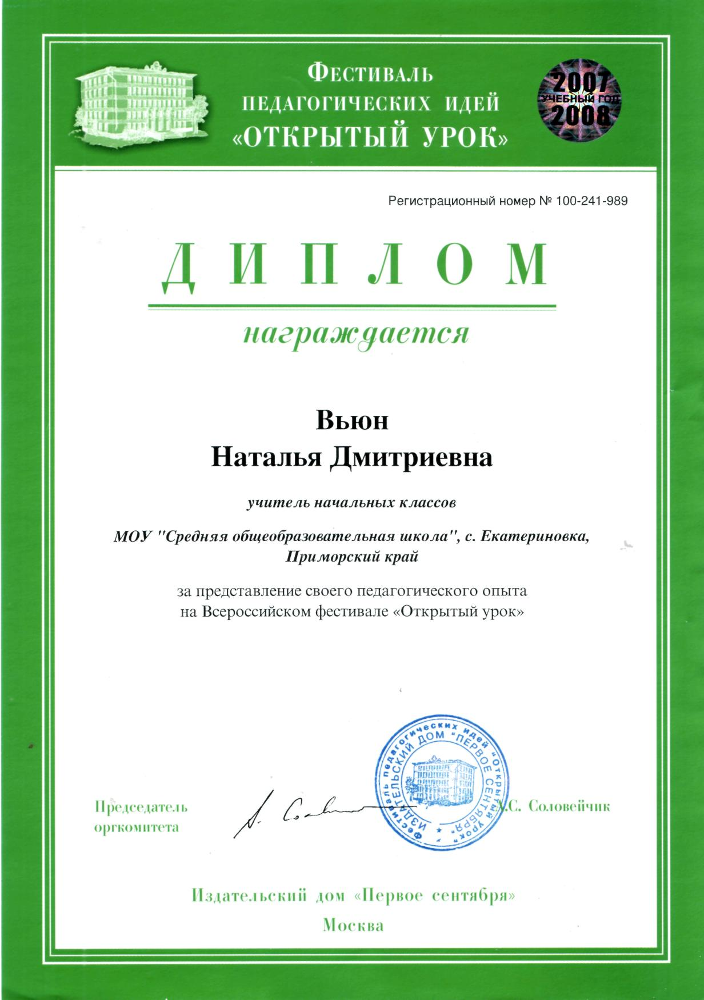 Фестиваль
педагогических идей
«ОТКРЫТЫЙ УРОК»
2007
УЧЕБНЫЙ ГОД
2008
Регистрационный номер № 100-241-989
ДИПЛОМ
награждается
Вьюн
Наталья Дмитриевна
учитель начальных классов
МОУ "Средняя общеобразовательная школа", с. Екатериновка,
Приморский край
за представление своего педагогического опыта
на Всероссийском фестивале «Открытый урок»
Фестиваль педагогических идей "Открытый урок"
ИЗДАТЕЛЬСКИЙ ДОМ "ПЕРВОЕ СЕНТЯБРЯ"
Председатель
оргкомитета
А.С. Соловейчик
Издательский дом «Первое сентября»
Москва